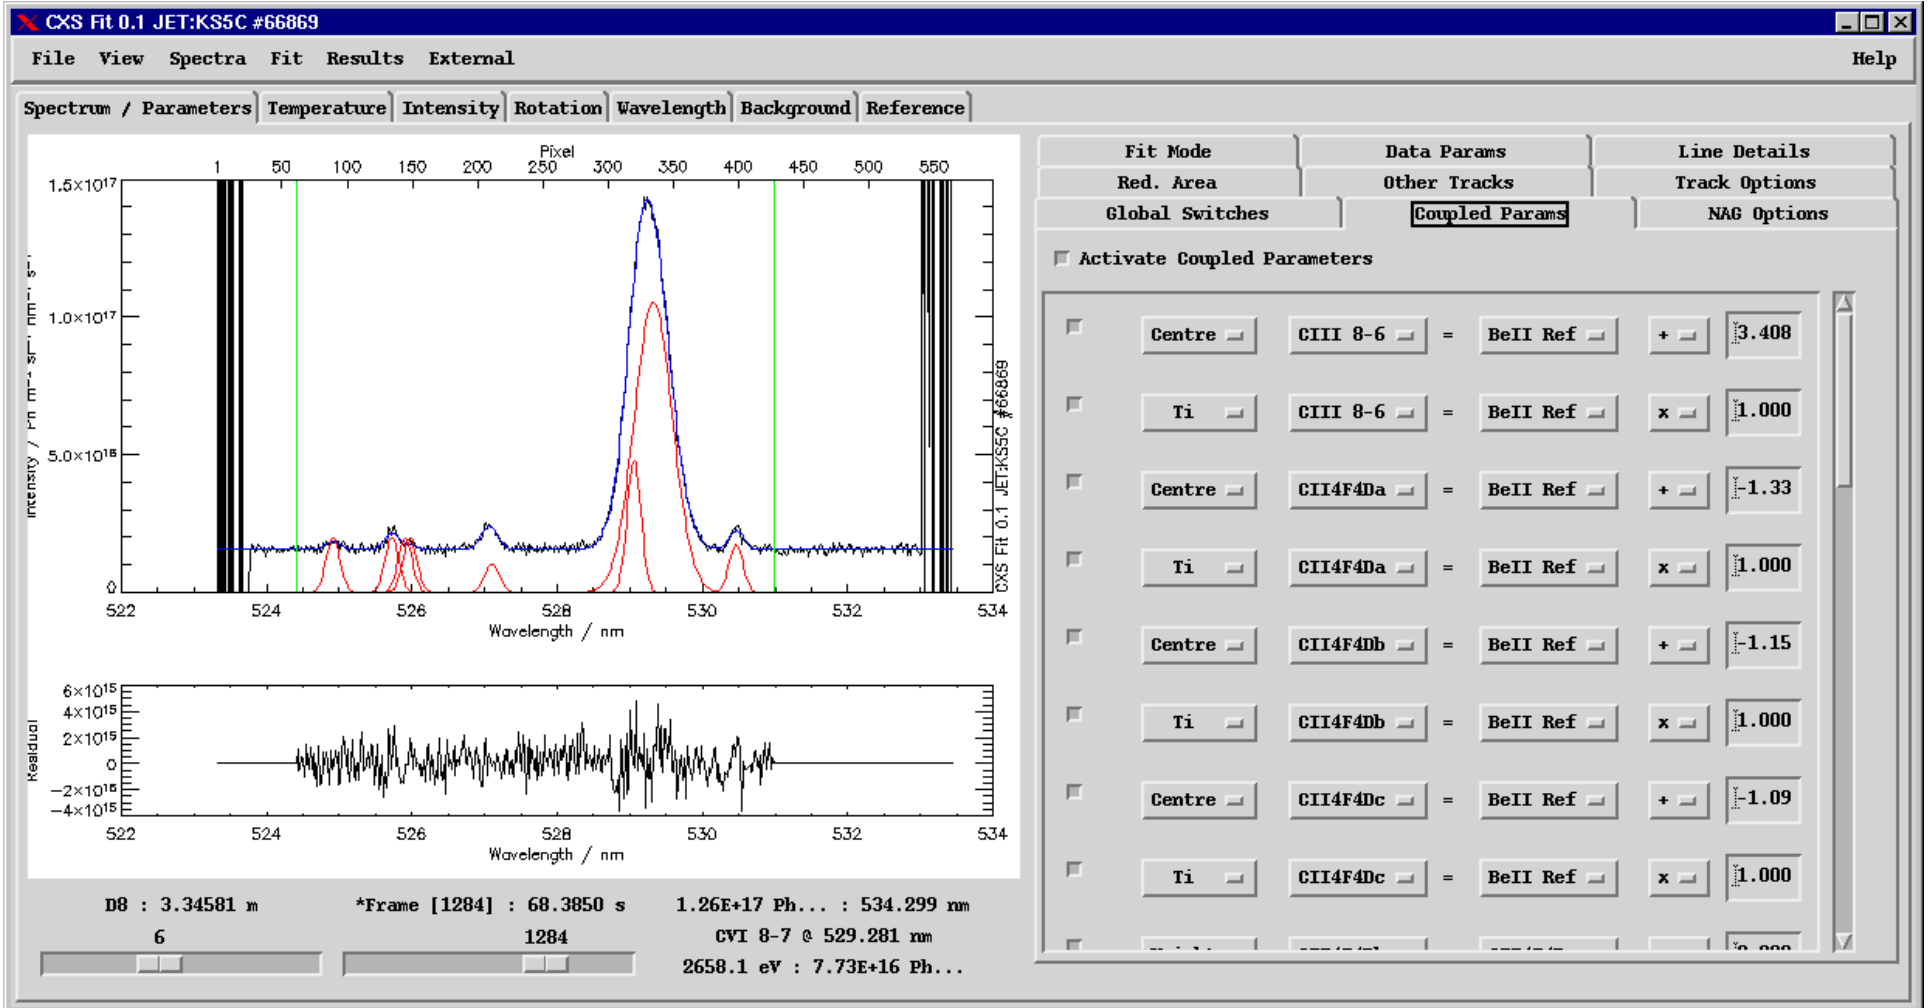 CXS Fit 0.1 JET:KS5C #66869
File View Spectra Fit Results External Help
Spectrum / Parameters Temperature Intensity Rotation Wavelength Background Reference
Pixel
1 50 100 150 200 250 300 350 400 450 500 550
1.5×10¹⁷
1.0×10¹⁷
5.0×10¹⁶
0
Intensity / Ph m⁻² sr⁻¹ nm⁻¹ s⁻¹
522 524 526 528 530 532 534
Wavelength / nm
CXS Fit 0.1 JET:KS5C #66869
6×10¹⁵
4×10¹⁵
2×10¹⁵
0
−2×10¹⁵
−4×10¹⁵
Residual
522 524 526 528 530 532 534
Wavelength / nm
D8 : 3.34581 m *Frame [1284] : 68.3850 s 1.26E+17 Ph... : 534.299 nm
6 1284 CVI 8-7 @ 529.281 nm
2658.1 eV : 7.73E+16 Ph...
Fit Mode Data Params Line Details
Red. Area Other Tracks Track Options
Global Switches Coupled Params NAG Options
Activate Coupled Parameters
Centre CIII 8-6 = BeII Ref + 3.408
Ti CIII 8-6 = BeII Ref x 1.000
Centre CII4F4Da = BeII Ref + -1.33
Ti CII4F4Da = BeII Ref x 1.000
Centre CII4F4Db = BeII Ref + -1.15
Ti CII4F4Db = BeII Ref x 1.000
Centre CII4F4Dc = BeII Ref + -1.09
Ti CII4F4Dc = BeII Ref x 1.000